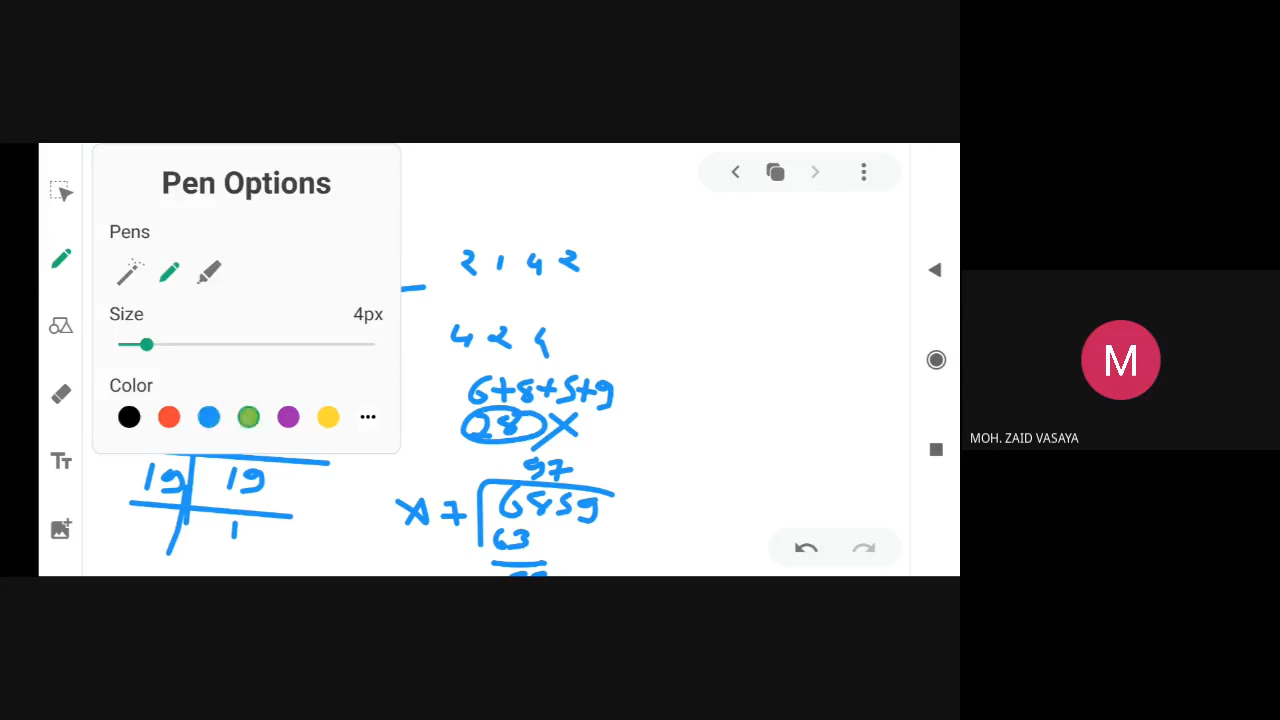 Pen Options
Pens
Size 4px
Color
2 1 4 2
4 2 4
6+8+5+9
28 X
97
19 19
X 7 6859
1
63
MOH. ZAID VASAYA
M